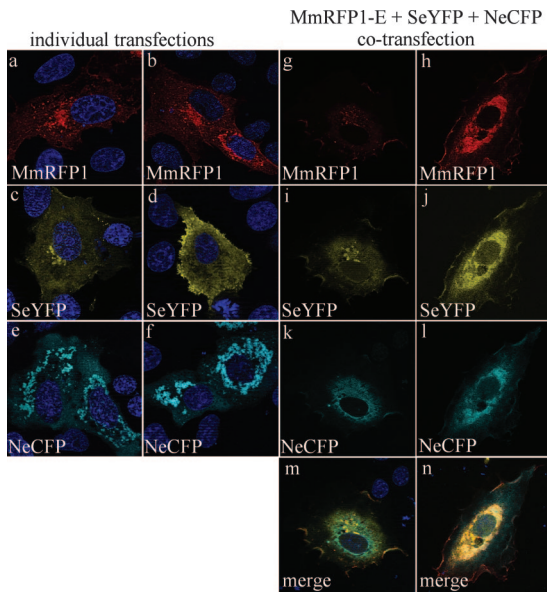 MmRFP1-E + SeYFP + NeCFP
individual transfections
co-transfection
a
b
g
h
MmRFP1
MmRFP1
MmRFP1
MmRFP1
c
d
i
j
SeYFP
SeYFP
SeYFP
SeYFP
e
f
k
l
NeCFP
NeCFP
NeCFP
NeCFP
m
n
merge
merge